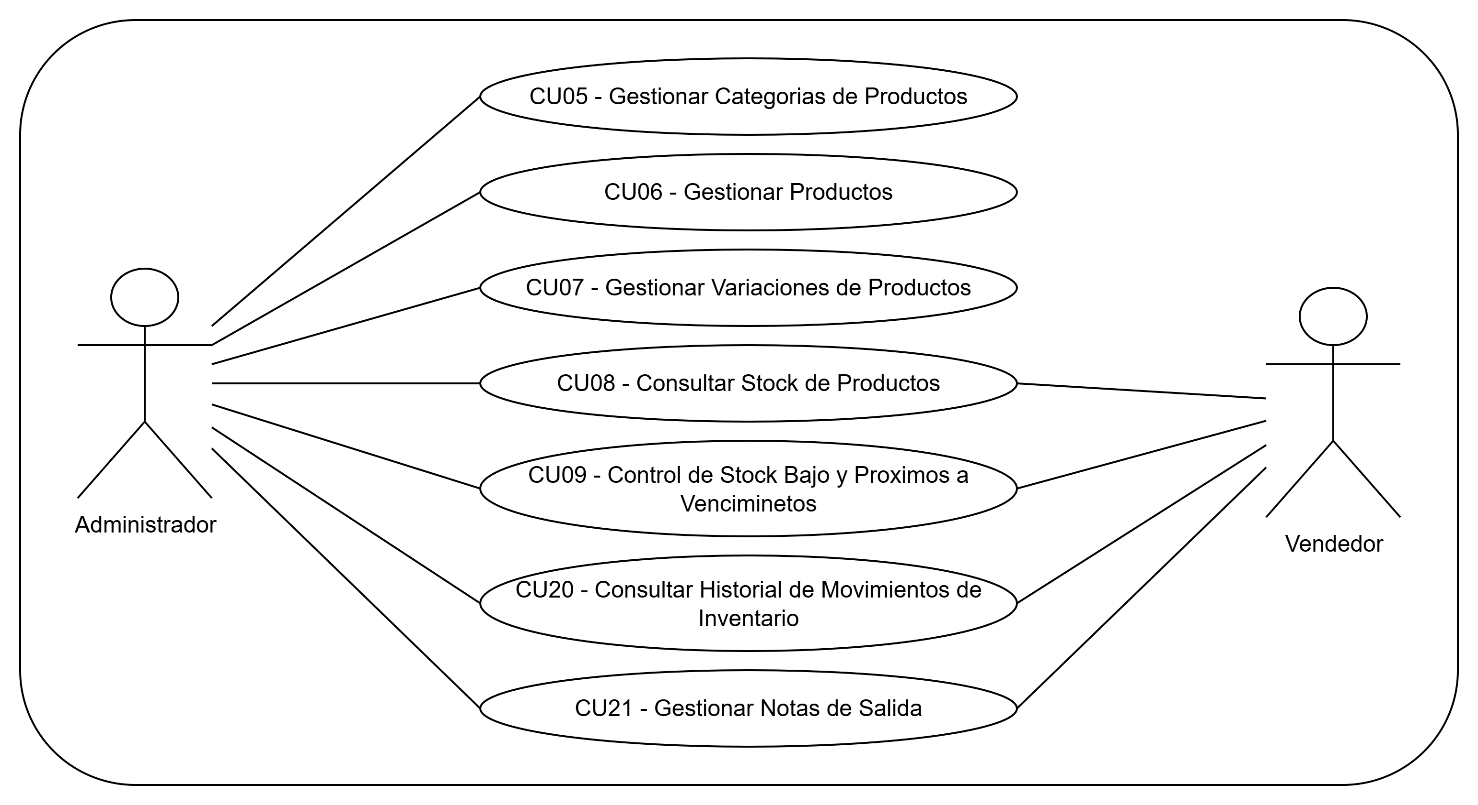 CU05 - Gestionar Categorias de Productos
CU06 - Gestionar Productos
CU07 - Gestionar Variaciones de Productos
CU08 - Consultar Stock de Productos
CU09 - Control de Stock Bajo y Proximos a
Venciminetos
Administrador
Vendedor
CU20 - Consultar Historial de Movimientos de
Inventario
CU21 - Gestionar Notas de Salida